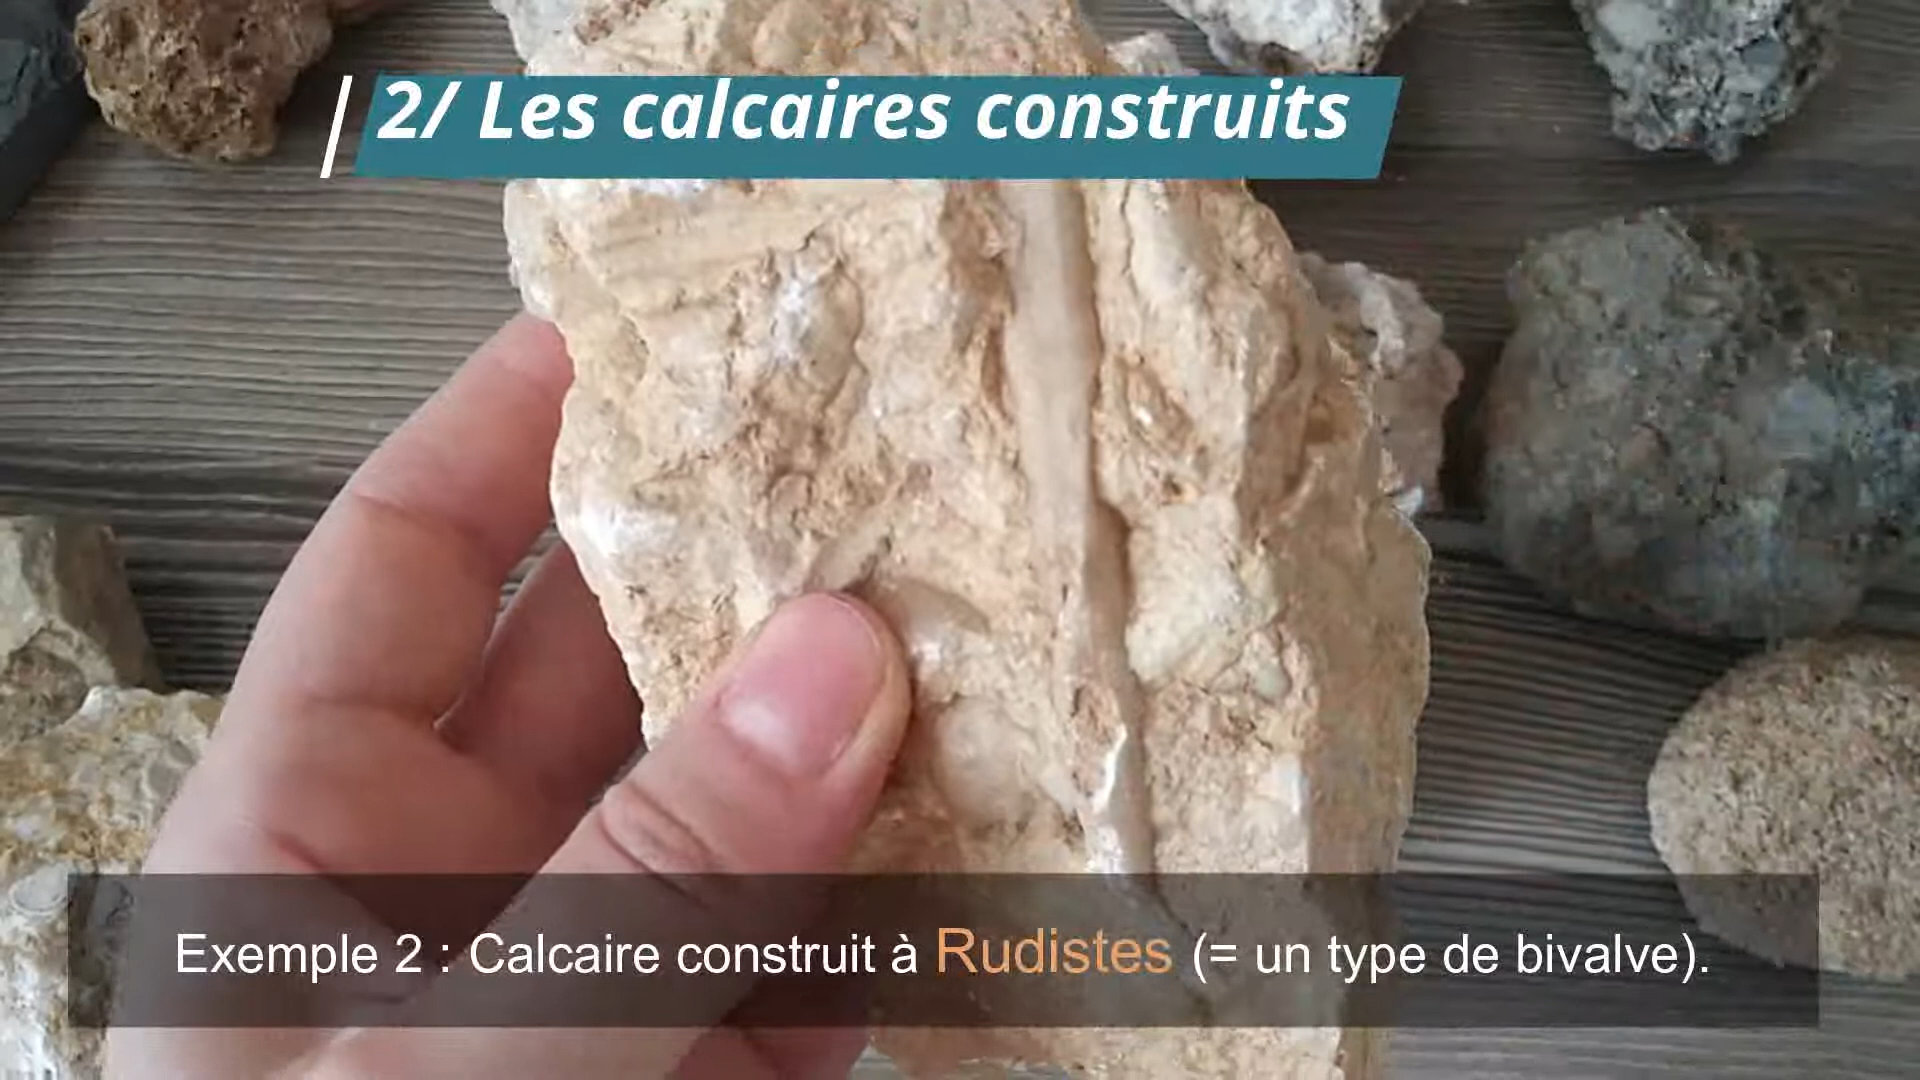 2/ Les calcaires construits
Exemple 2 : Calcaire construit à Rudistes (= un type de bivalve).